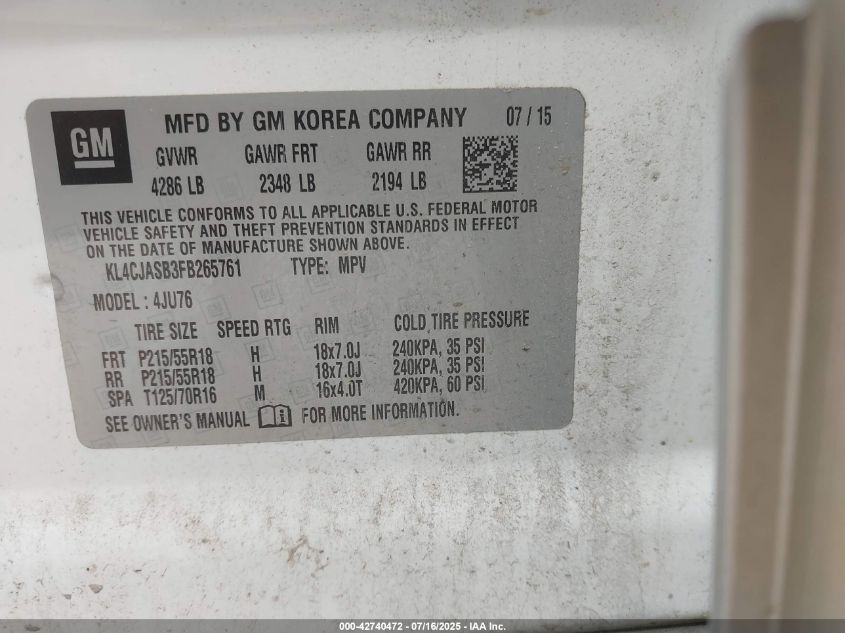 GM
MFD BY GM KOREA COMPANY 07 / 15
GVWR GAWR FRT GAWR RR
4286 LB 2348 LB 2194 LB
THIS VEHICLE CONFORMS TO ALL APPLICABLE U.S. FEDERAL MOTOR
VEHICLE SAFETY AND THEFT PREVENTION STANDARDS IN EFFECT
ON THE DATE OF MANUFACTURE SHOWN ABOVE.
KL4CJASB3FB265761 TYPE: MPV
MODEL: 4JU76
TIRE SIZE SPEED RTG RIM COLD TIRE PRESSURE
FRT P215/55R18 H 18x7.0J 240KPA, 35 PSI
RR P215/55R18 H 18x7.0J 240KPA, 35 PSI
SPA T125/70R16 M 16x4.0T 420KPA, 60 PSI
SEE OWNER'S MANUAL i FOR MORE INFORMATION.
000-42740472 - 07/16/2025 - IAA Inc.